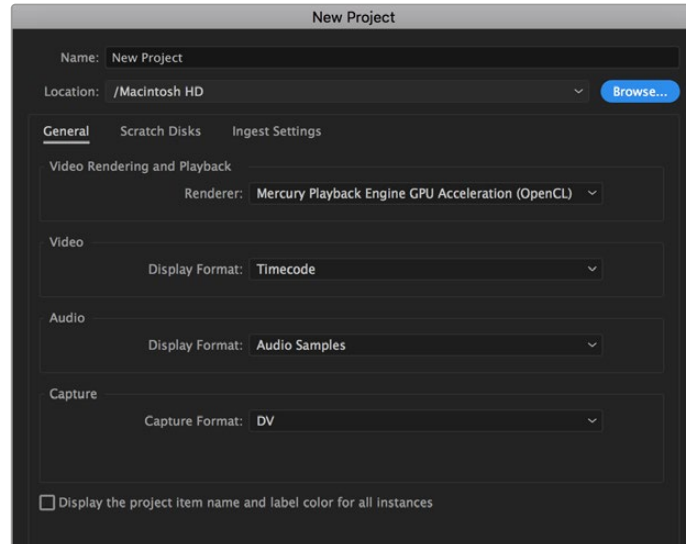 New Project
Name: New Project
Location: /Macintosh HD Browse...
General Scratch Disks Ingest Settings
Video Rendering and Playback
Renderer: Mercury Playback Engine GPU Acceleration (OpenCL)
Video
Display Format: Timecode
Audio
Display Format: Audio Samples
Capture
Capture Format: DV
Display the project item name and label color for all instances